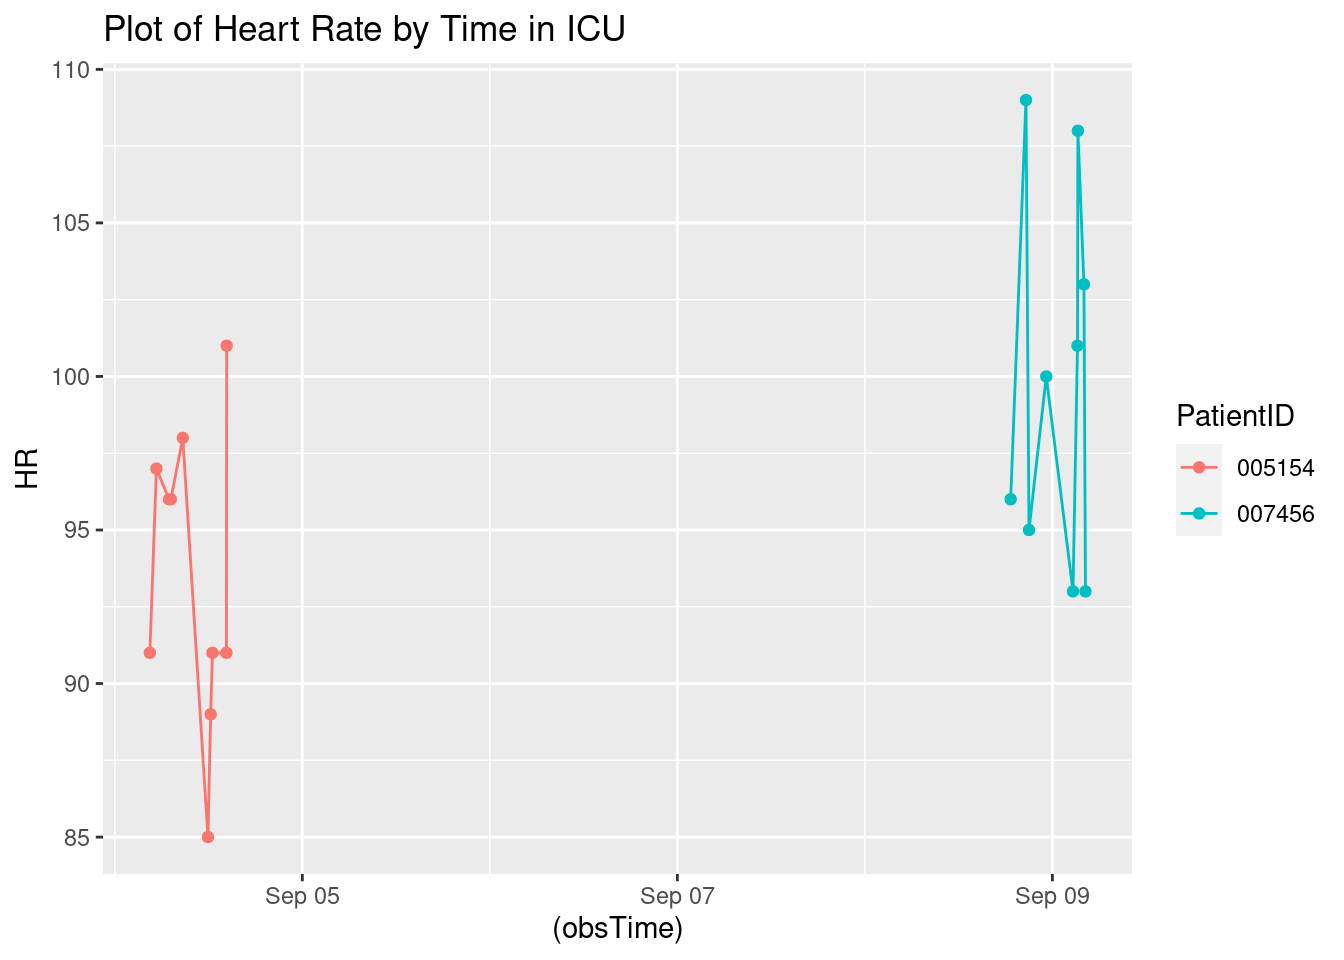 Plot of Heart Rate by Time in ICU
110
105
100
95
90
85
HR
Sep 05
Sep 07
Sep 09
(obsTime)
PatientID
005154
007456